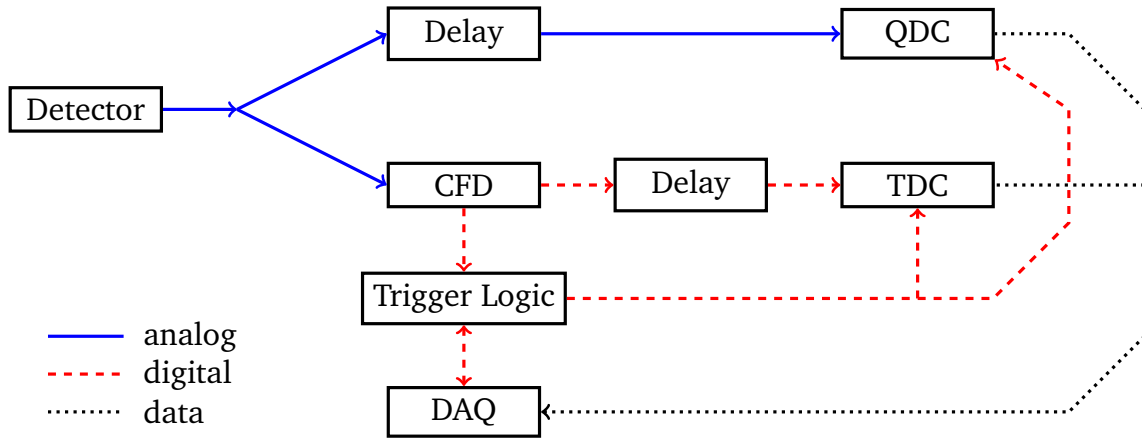 Delay
QDC
Detector
CFD
Delay
TDC
Trigger Logic
analog
digital
data
DAQ